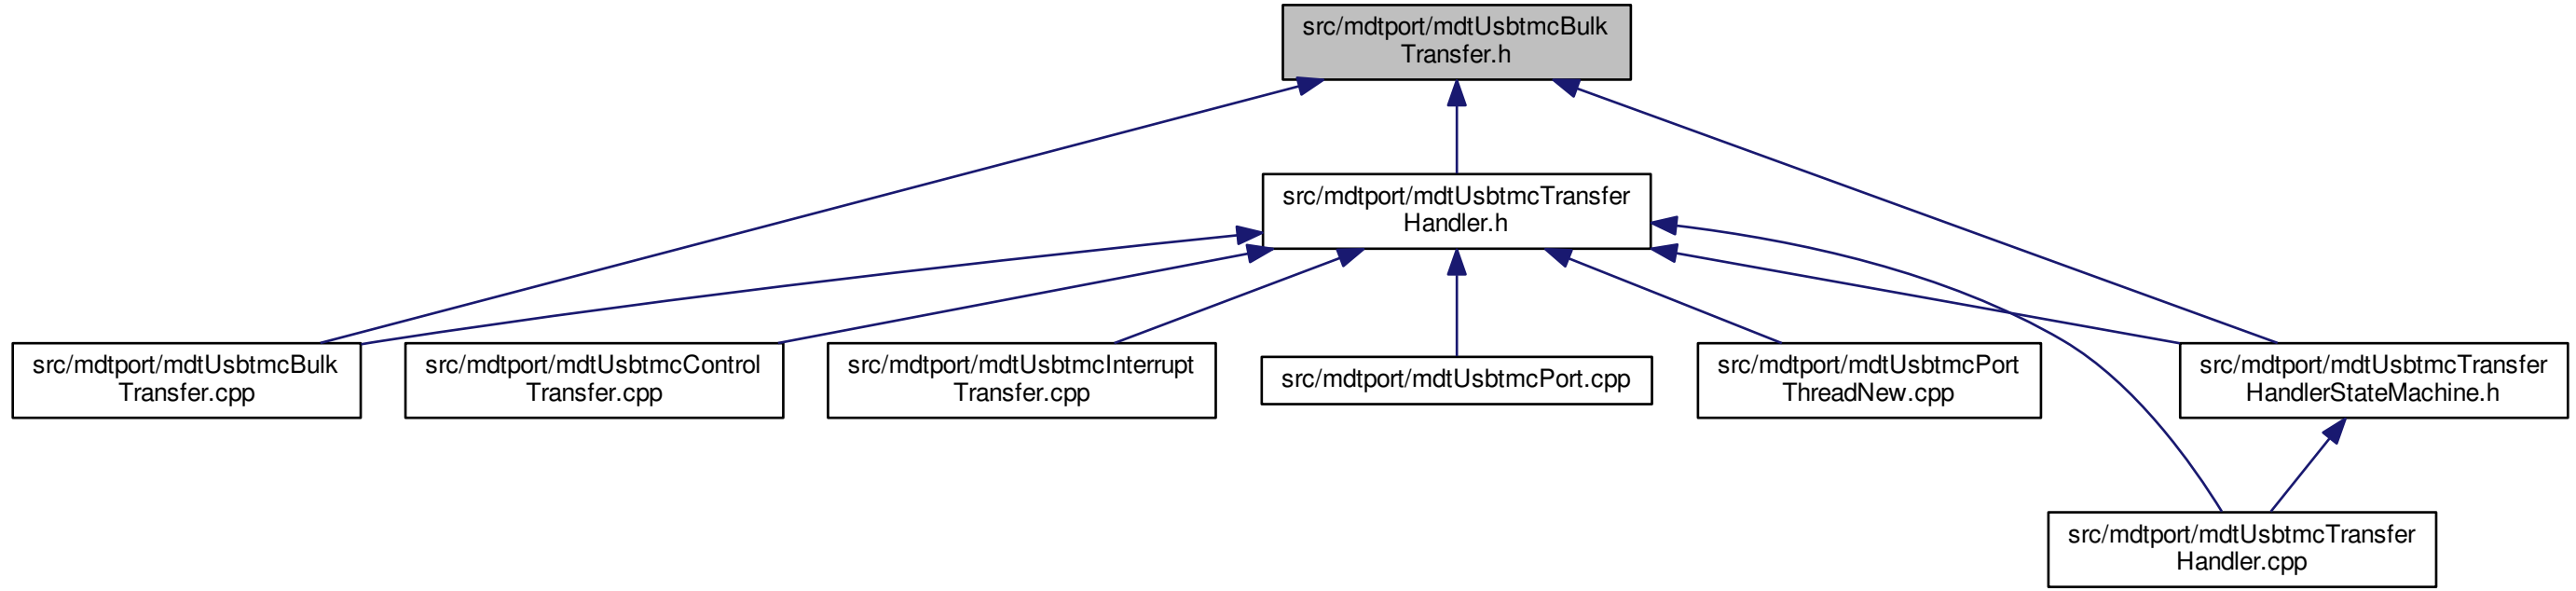 src/mdtport/mdtUsbtmcBulk
Transfer.h
src/mdtport/mdtUsbtmcTransfer
Handler.h
src/mdtport/mdtUsbtmcBulk
Transfer.cpp
src/mdtport/mdtUsbtmcControl
Transfer.cpp
src/mdtport/mdtUsbtmcInterrupt
Transfer.cpp
src/mdtport/mdtUsbtmcPort.cpp
src/mdtport/mdtUsbtmcPort
ThreadNew.cpp
src/mdtport/mdtUsbtmcTransfer
HandlerStateMachine.h
src/mdtport/mdtUsbtmcTransfer
Handler.cpp